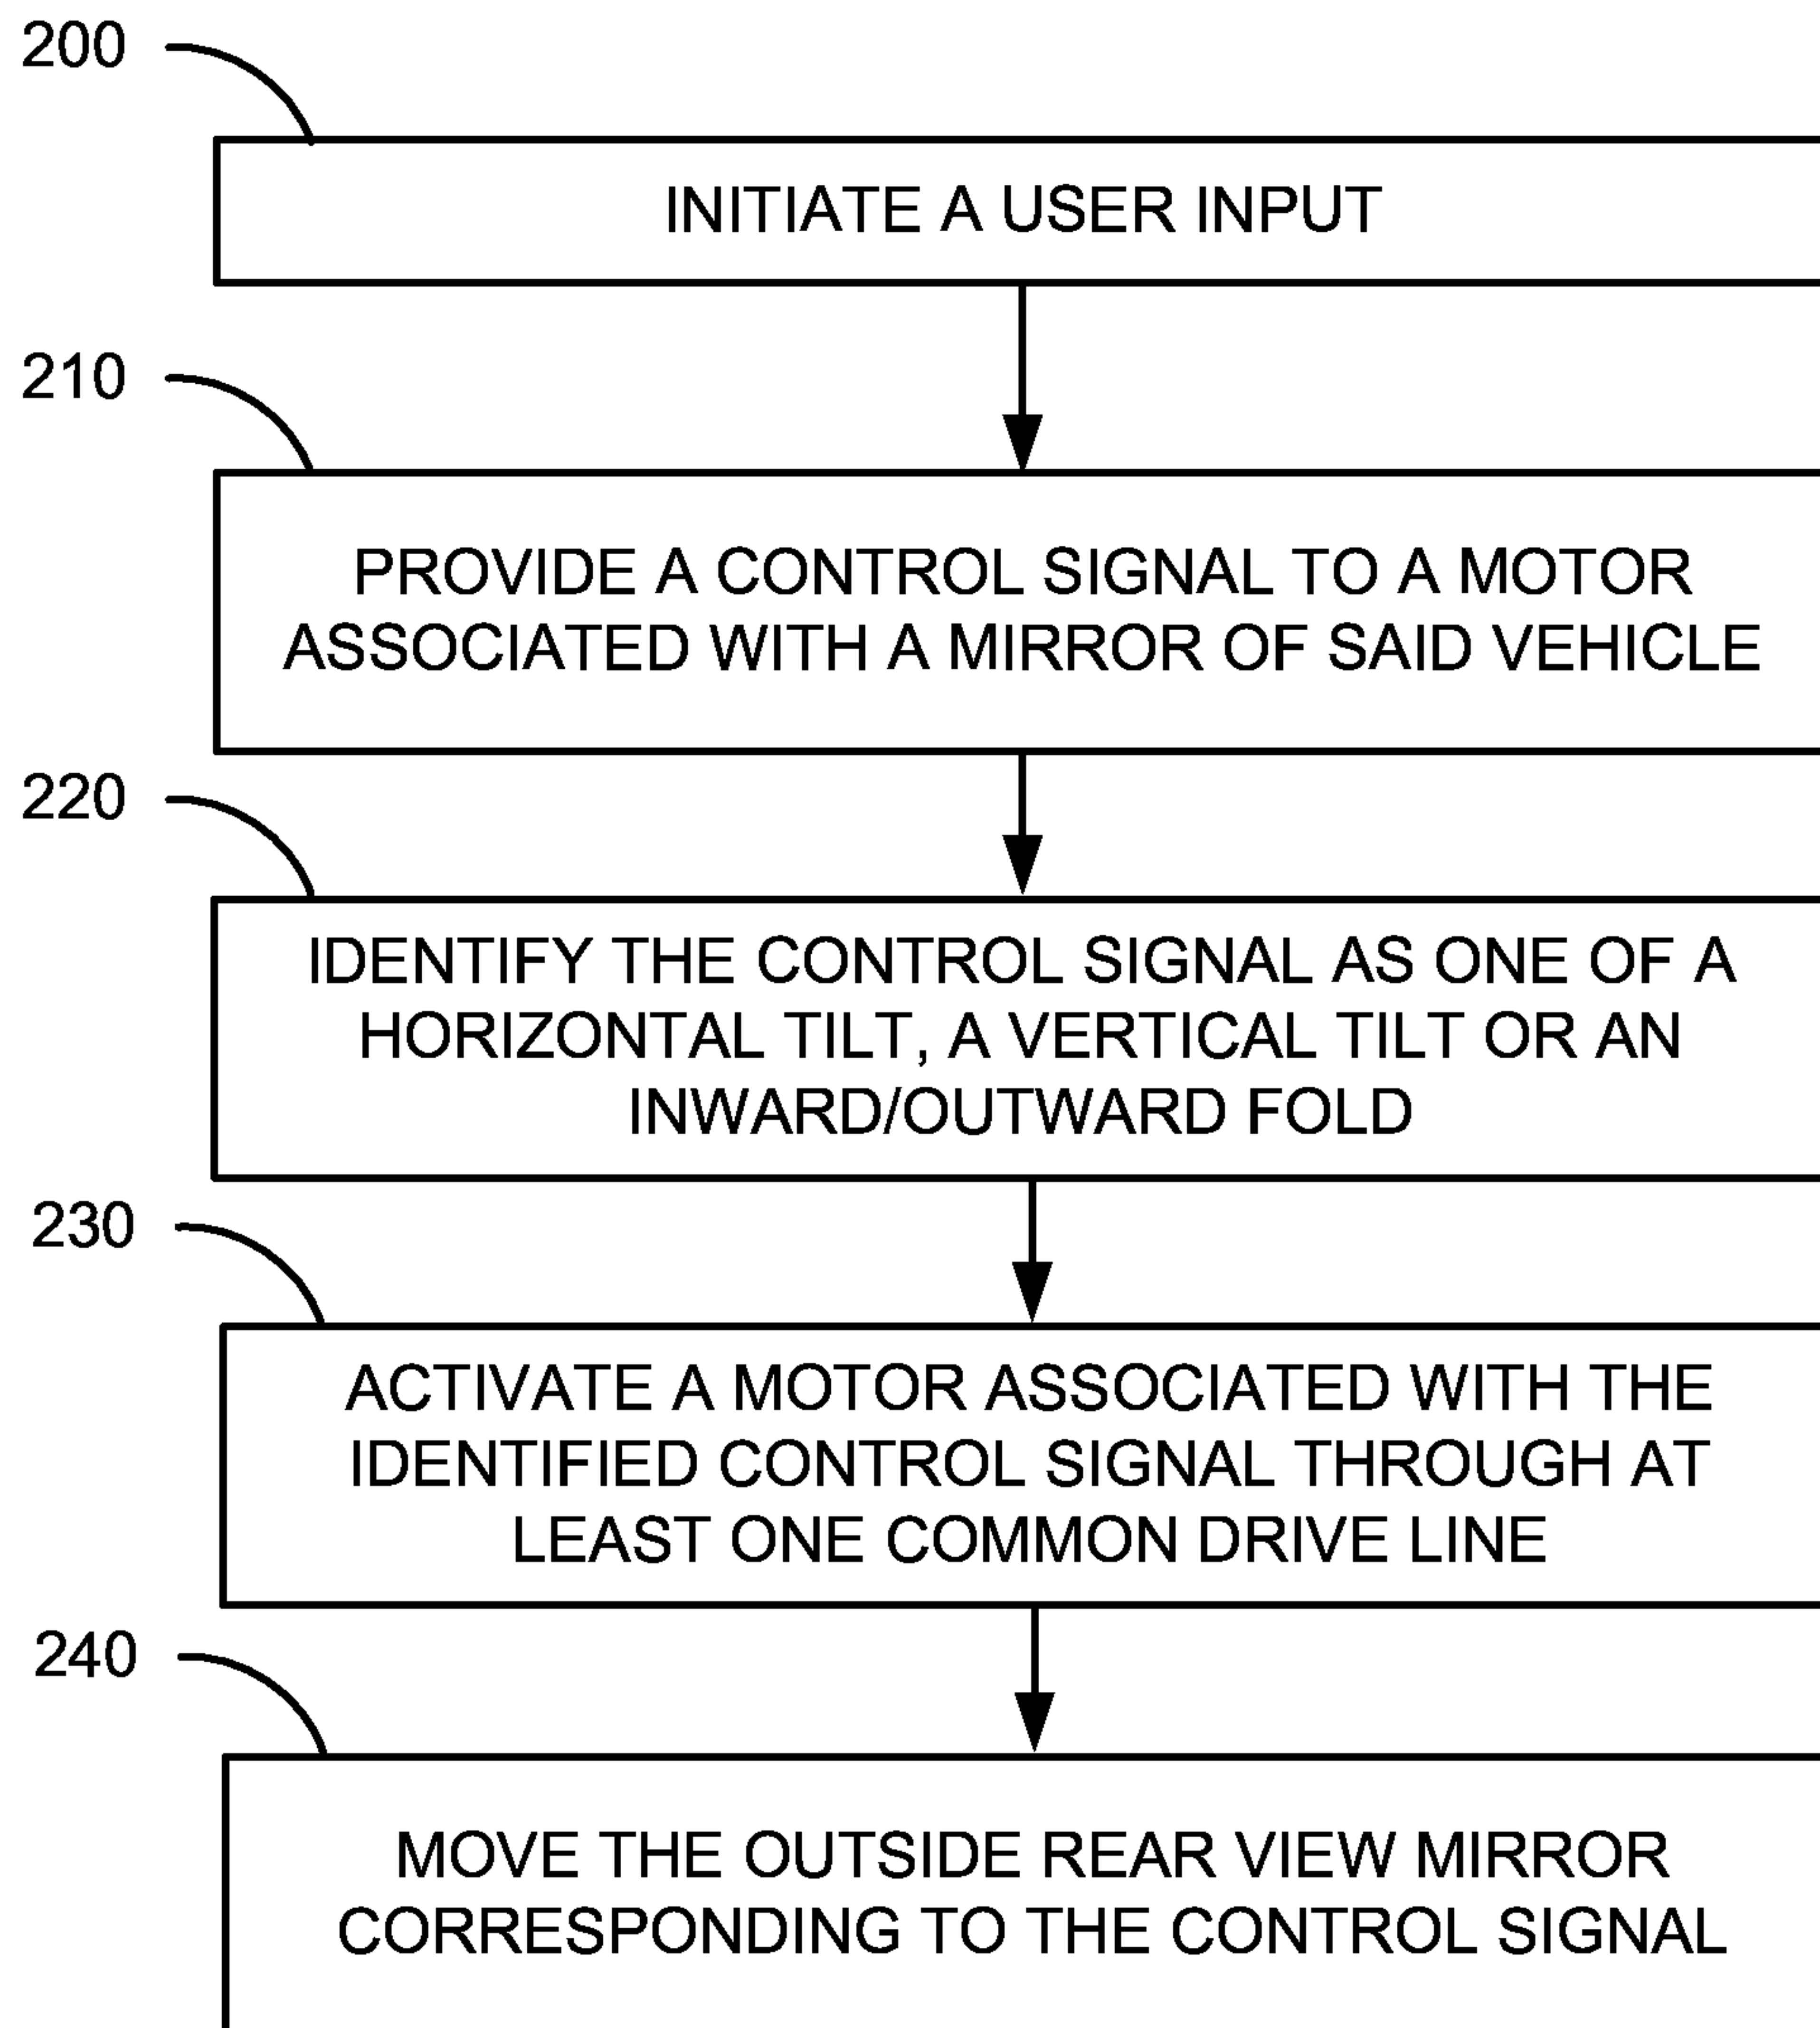 200
INITIATE A USER INPUT
210
PROVIDE A CONTROL SIGNAL TO A MOTOR
ASSOCIATED WITH A MIRROR OF SAID VEHICLE
220
IDENTIFY THE CONTROL SIGNAL AS ONE OF A
HORIZONTAL TILT, A VERTICAL TILT OR AN
INWARD/OUTWARD FOLD
230
ACTIVATE A MOTOR ASSOCIATED WITH THE
IDENTIFIED CONTROL SIGNAL THROUGH AT
LEAST ONE COMMON DRIVE LINE
240
MOVE THE OUTSIDE REAR VIEW MIRROR
CORRESPONDING TO THE CONTROL SIGNAL